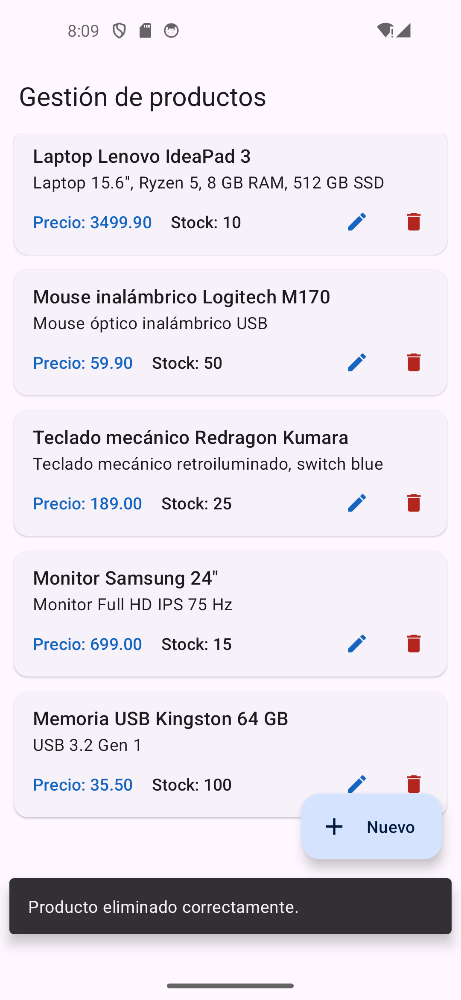 8:09
Gestión de productos
Laptop Lenovo IdeaPad 3
Laptop 15.6", Ryzen 5, 8 GB RAM, 512 GB SSD
Precio: 3499.90 Stock: 10
Mouse inalámbrico Logitech M170
Mouse óptico inalámbrico USB
Precio: 59.90 Stock: 50
Teclado mecánico Redragon Kumara
Teclado mecánico retroiluminado, switch blue
Precio: 189.00 Stock: 25
Monitor Samsung 24"
Monitor Full HD IPS 75 Hz
Precio: 699.00 Stock: 15
Memoria USB Kingston 64 GB
USB 3.2 Gen 1
Precio: 35.50 Stock: 100
Nuevo
Producto eliminado correctamente.